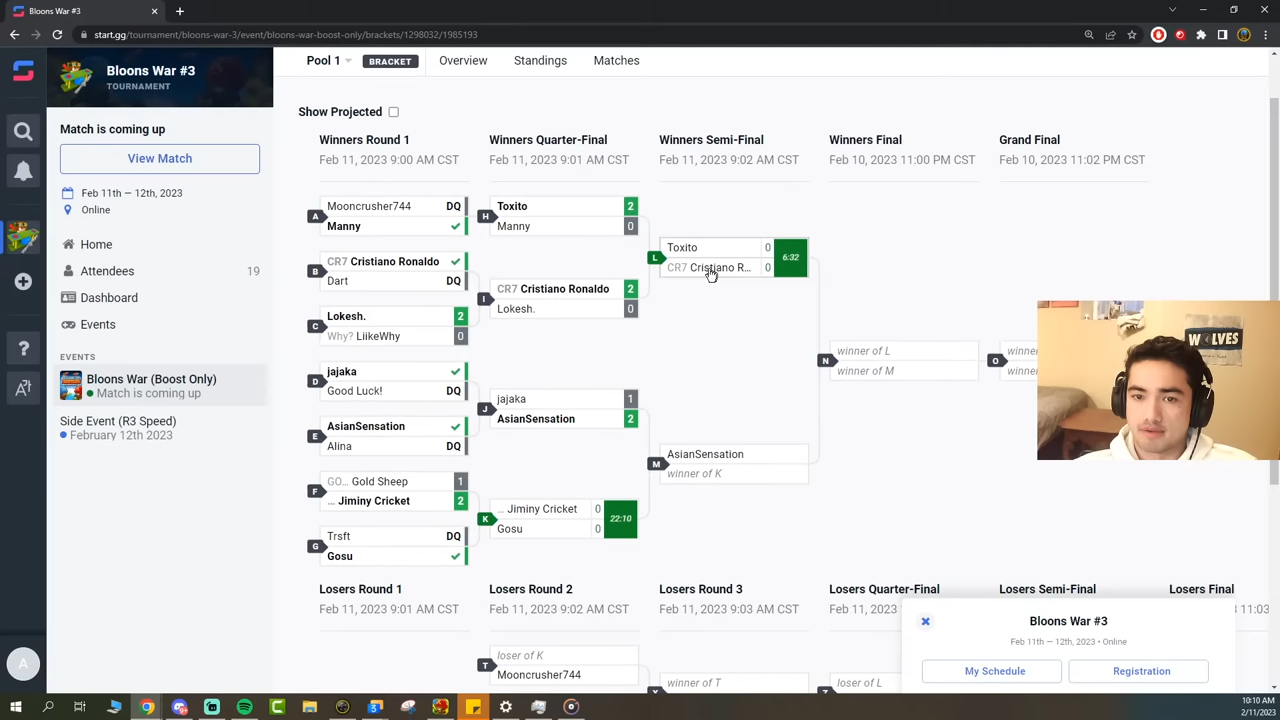 Bloons War #3
start.gg/tournament/bloons-war-3/event/bloons-war-boost-only/brackets/1298032/1985193
Bloons War #3
TOURNAMENT
Match is coming up
View Match
Feb 11th — 12th, 2023
Online
Home
Attendees 19
Dashboard
Events
EVENTS
Bloons War (Boost Only)
Match is coming up
Side Event (R3 Speed)
February 12th 2023
A
Pool 1 BRACKET Overview Standings Matches
Show Projected
Winners Round 1
Feb 11, 2023 9:00 AM CST
A
Mooncrusher744 DQ
Manny
B
CR7 Cristiano Ronaldo
Dart DQ
C
Lokesh. 2
Why? LiikeWhy 0
D
jajaka
Good Luck!
E
AsianSensation
Alina DQ
F
GO... Gold Sheep 1
... Jiminy Cricket 2
G
Trsft DQ
Gosu
Winners Quarter-Final
Feb 11, 2023 9:01 AM CST
H
Toxito 2
Manny 0
I
CR7 Cristiano Ronaldo 2
Lokesh. 0
J
jajaka 1
AsianSensation 2
K
... Jiminy Cricket 0
Gosu 0
22:10
Winners Semi-Final
Feb 11, 2023 9:02 AM CST
L
Toxito 0
CR7 Cristiano R... 0
6:32
M
AsianSensation
winner of K
Winners Final
Feb 10, 2023 11:00 PM CST
N
winner of L
winner of M
Grand Final
Feb 10, 2023 11:02 PM CST
O
WOLVES
Losers Round 1
Feb 11, 2023 9:01 AM CST
Losers Round 2
Feb 11, 2023 9:02 AM CST
T
loser of K
Mooncrusher744
Losers Round 3
Feb 11, 2023 9:03 AM CST
winner of T
Losers Quarter-Final
Feb 11, 2023
loser of L
Losers Semi-Final
Losers Final
Bloons War #3
Feb 11th — 12th, 2023 • Online
My Schedule
Registration
10:10 AM
2/11/2023